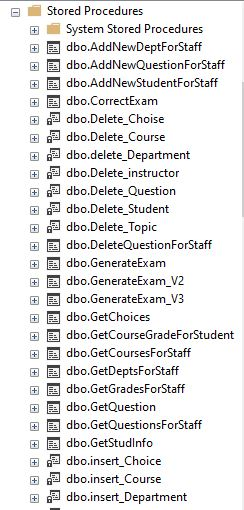 Stored Procedures
System Stored Procedures
dbo.AddNewDeptForStaff
dbo.AddNewQuestionForStaff
dbo.AddNewStudentForStaff
dbo.CorrectExam
dbo.Delete_Choise
dbo.Delete_Course
dbo.delete_Department
dbo.Delete_instructor
dbo.Delete_Question
dbo.Delete_Student
dbo.Delete_Topic
dbo.DeleteQuestionForStaff
dbo.GenerateExam
dbo.GenerateExam_V2
dbo.GenerateExam_V3
dbo.GetChoices
dbo.GetCourseGradeForStudent
dbo.GetCoursesForStaff
dbo.GetDeptsForStaff
dbo.GetGradesForStaff
dbo.GetQuestion
dbo.GetQuestionsForStaff
dbo.GetStudInfo
dbo.insert_Choice
dbo.insert_Course
dbo.insert_Department